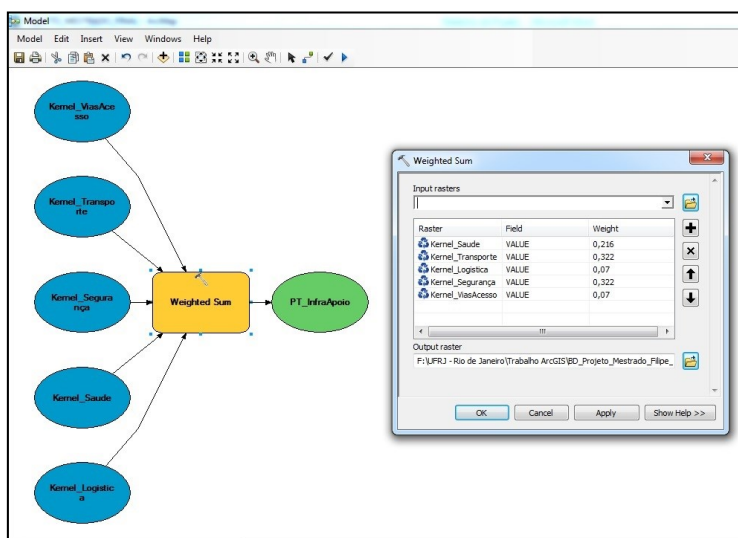 Model
Model Edit Insert View Windows Help
Kernel_ViasAce
sso
Kernel_Transpo
rte
Kernel_Segura
nça
Kernel_Saude
Kernel_Logistic
a
Weighted Sum
PT_InfraApoio
Weighted Sum
Input rasters
Raster Field Weight
Kernel_Saude VALUE 0,216
Kernel_Transporte VALUE 0,322
Kernel_Logistica VALUE 0,07
Kernel_Segurança VALUE 0,322
Kernel_ViasAcesso VALUE 0,07
Output raster
F:\UFRJ - Rio de Janeiro\Trabalho ArcGIS\BD_Projeto_Mestrado_Filipe_
OK Cancel Apply Show Help >>